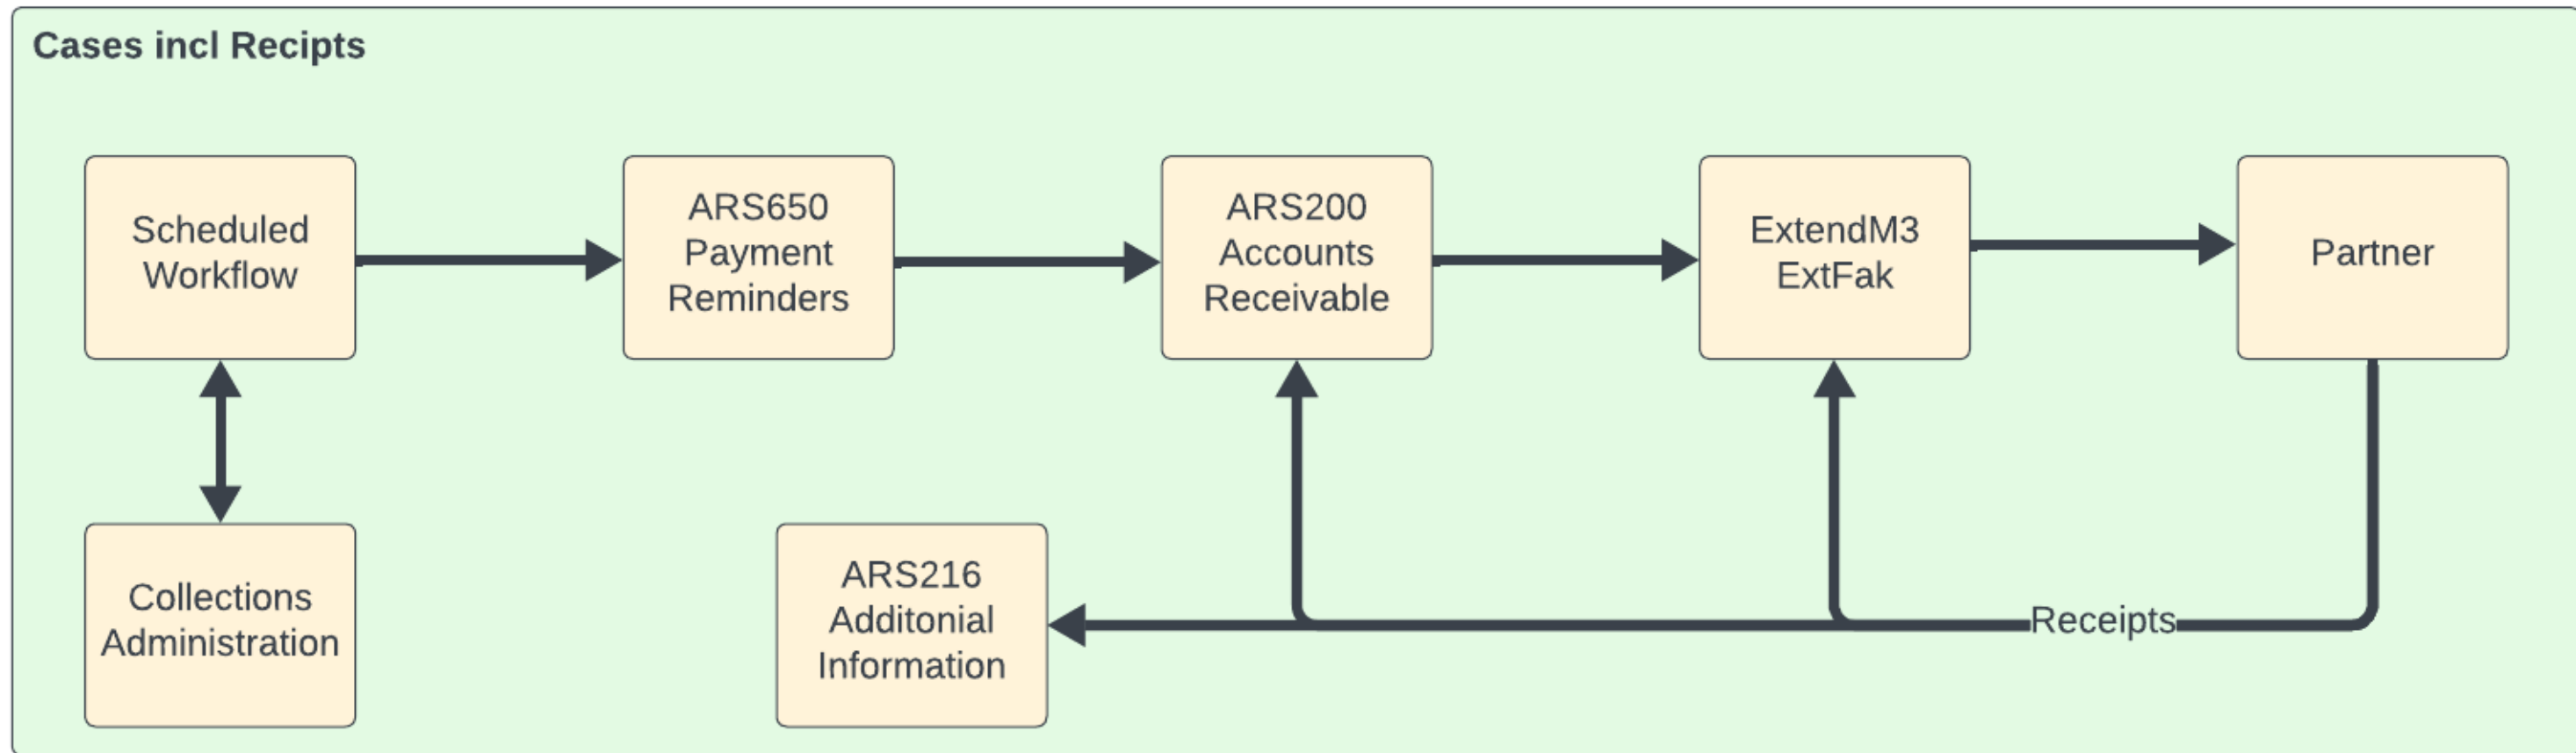 Cases incl Recipts
Scheduled
Workflow
ARS650
Payment
Reminders
ARS200
Accounts
Receivable
ExtendM3
ExtFak
Partner
Collections
Administration
ARS216
Additonial
Information
Receipts